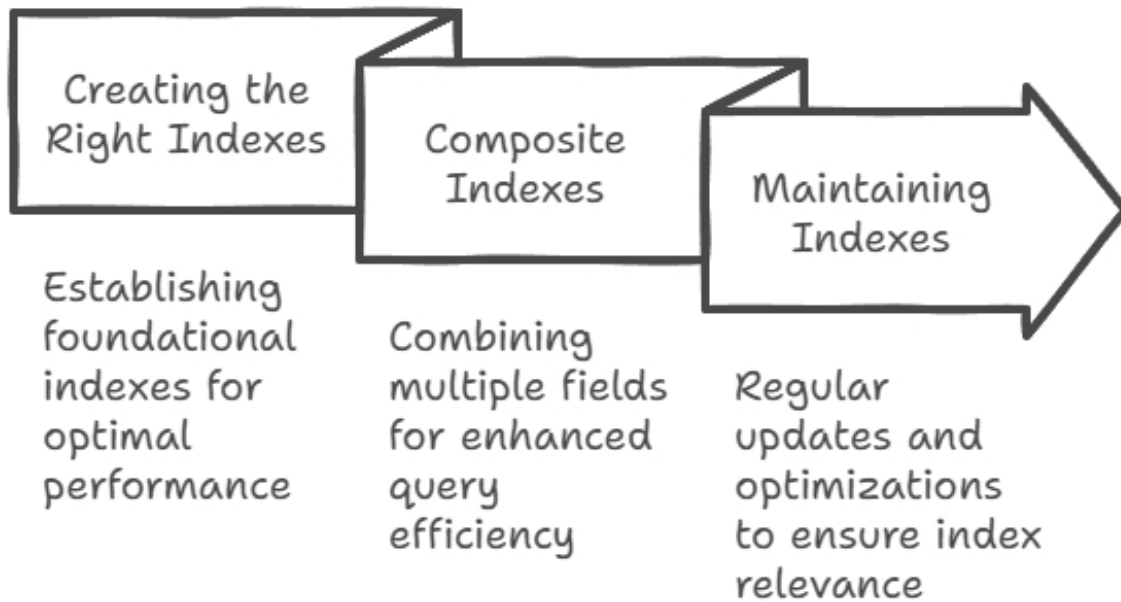 Creating the
Right Indexes
Composite
Indexes
Maintaining
Indexes
Establishing
foundational
indexes for
optimal
performance
Combining
multiple fields
for enhanced
query
efficiency
Regular
updates and
optimizations
to ensure index
relevance